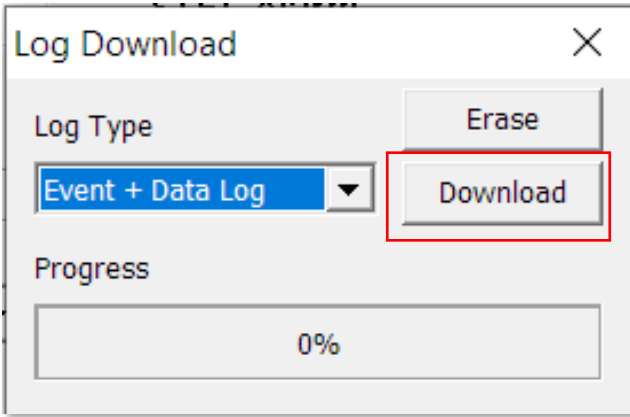 Log Download
Log Type
Erase
Event + Data Log
Download
Progress
0%